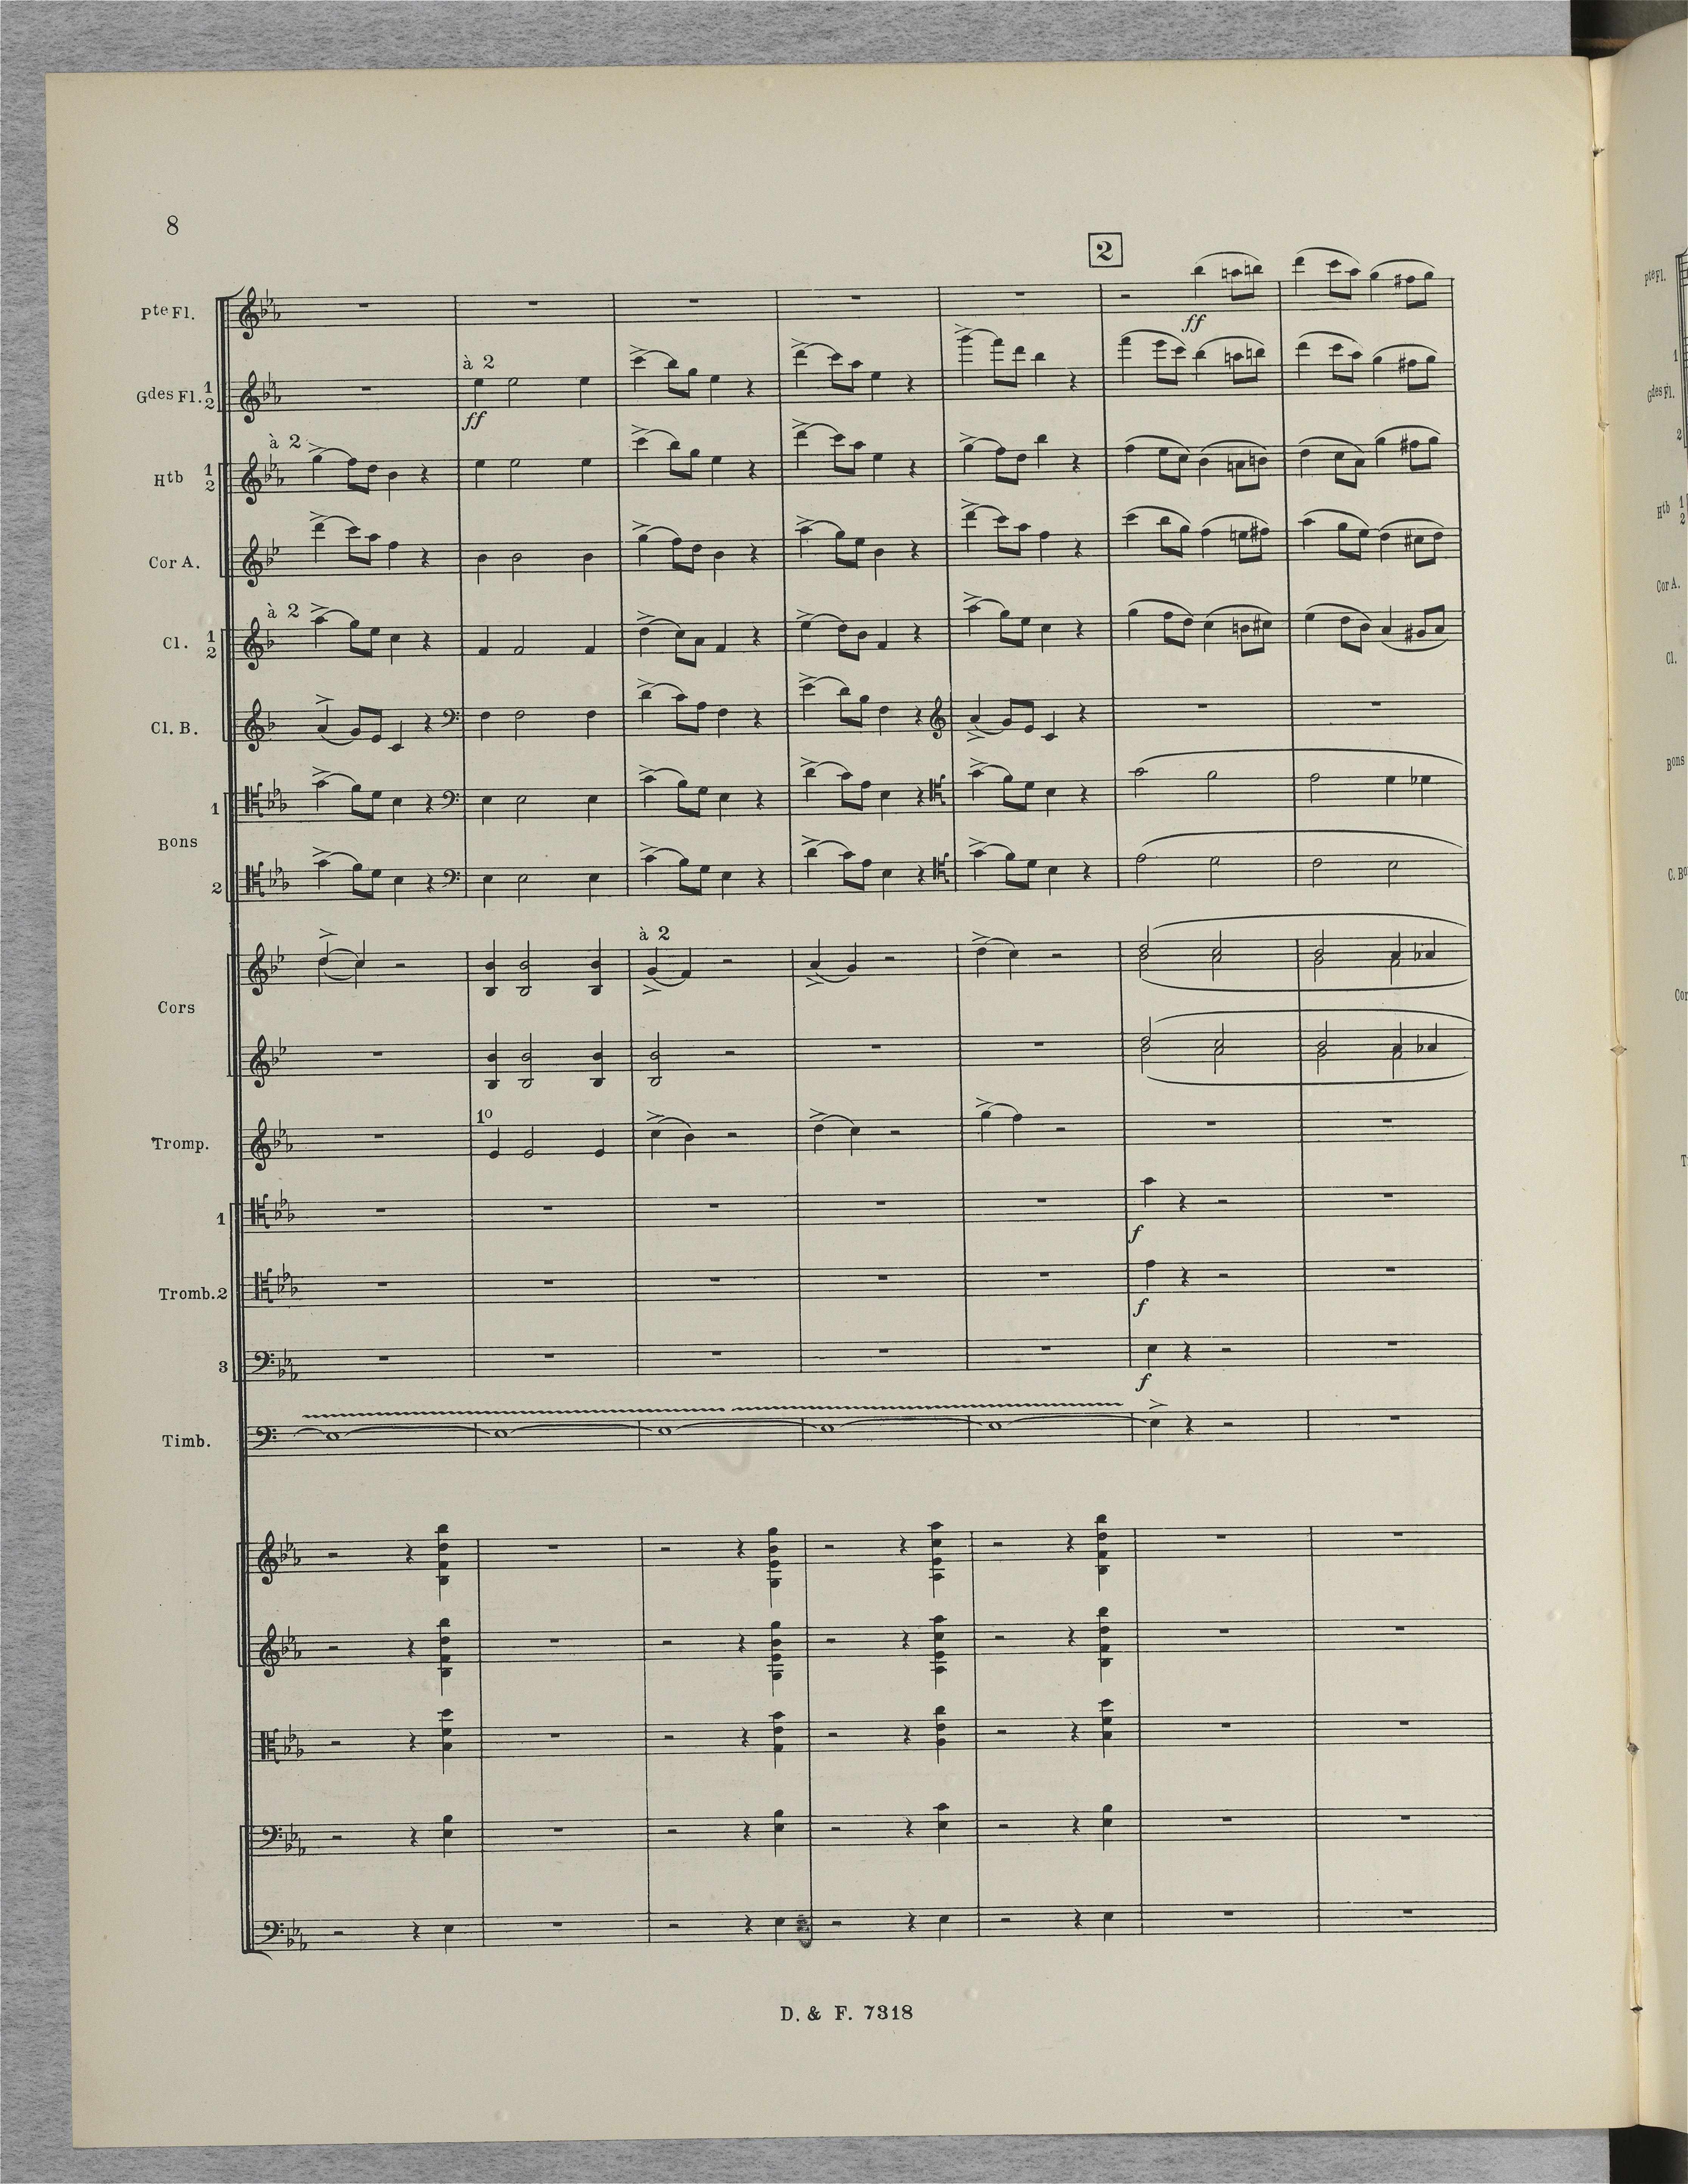 8
2
Pte Fl.
ff
à 2
Gdes Fl. 1 2
ff
à 2
Htb 1 2
Cor A.
à 2
Cl. 1 2
Cl. B.
1
Bons
2
à 2
Cors
1o
Tromp.
1
f
Tromb. 2
f
3
f
Timb.
D. & F. 7318
Pte Fl.
1
Gdes Fl.
2
Htb 1 2
Cor A.
Cl.
Bons